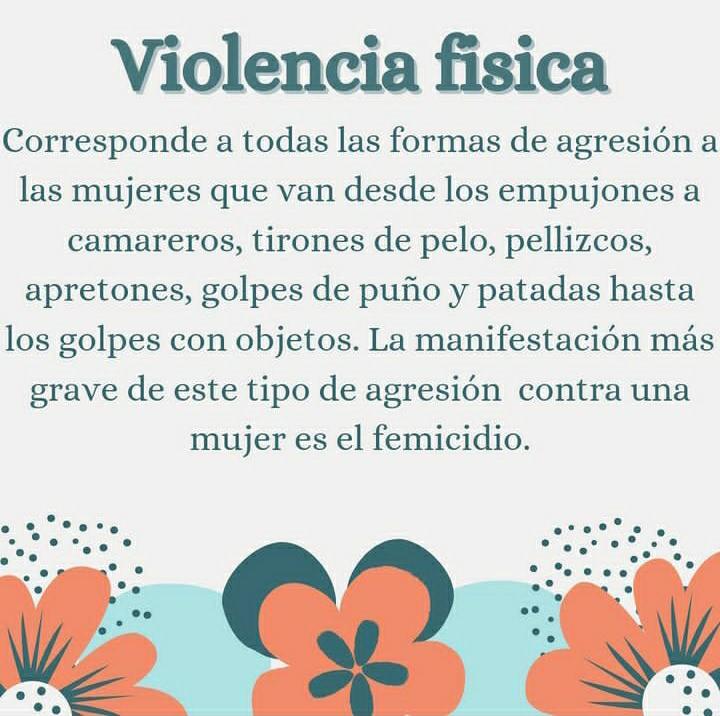 Violencia fisica
Corresponde a todas las formas de agresión a
las mujeres que van desde los empujones a
camareros, tirones de pelo, pellizcos,
apretones, golpes de puño y patadas hasta
los golpes con objetos. La manifestación más
grave de este tipo de agresión contra una
mujer es el femicidio.